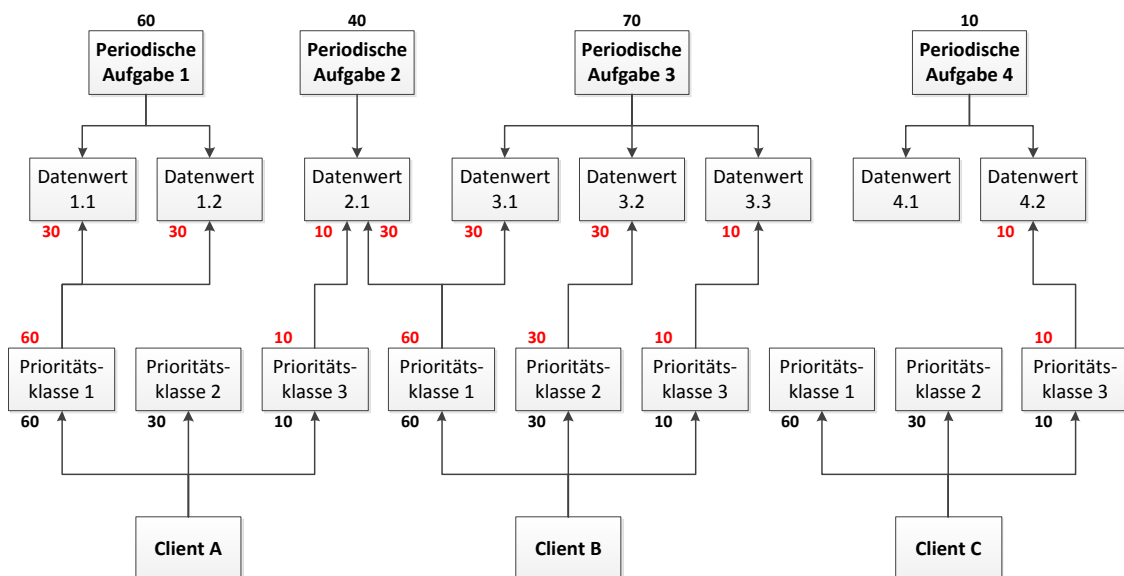 60 40 70 10
Periodische Periodische Periodische Periodische
Aufgabe 1 Aufgabe 2 Aufgabe 3 Aufgabe 4
Datenwert Datenwert Datenwert Datenwert Datenwert Datenwert Datenwert Datenwert
1.1 1.2 2.1 3.1 3.2 3.3 4.1 4.2
30 30 10 30 30 30 10 10
60 10 60 30 10 10
Prioritäts- Prioritäts- Prioritäts- Prioritäts- Prioritäts- Prioritäts- Prioritäts- Prioritäts- Prioritäts-
klasse 1 klasse 2 klasse 3 klasse 1 klasse 2 klasse 3 klasse 1 klasse 2 klasse 3
60 30 10 60 30 10 60 30 10
Client A Client B Client C